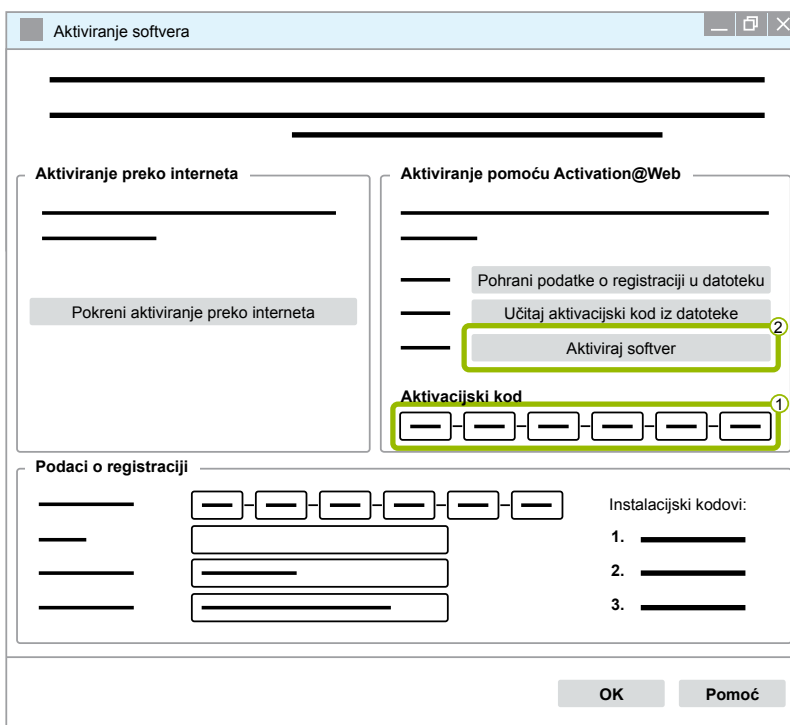 Aktiviranje softvera
Aktiviranje preko interneta
Pokreni aktiviranje preko interneta
Aktiviranje pomoću Activation@Web
Pohrani podatke o registraciji u datoteku
Učitaj aktivacijski kod iz datoteke
2
Aktiviraj softver
Aktivacijski kod
1
Podaci o registraciji
Instalacijski kodovi:
1.
2.
3.
OK Pomoć